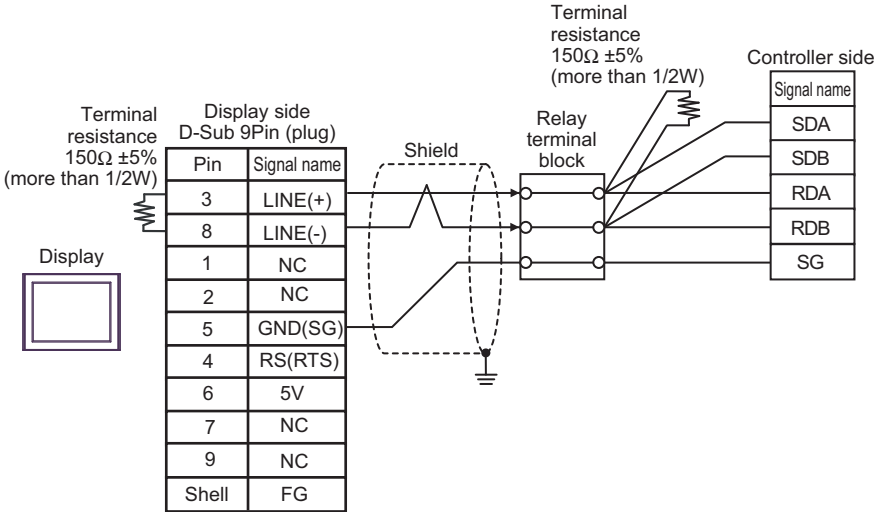 Terminal
resistance
150Ω ±5%
(more than 1/2W)
Controller side
Signal name
SDA
SDB
RDA
RDB
SG
Relay
terminal
block
Shield
Terminal
resistance
150Ω ±5%
(more than 1/2W)
Display side
D-Sub 9Pin (plug)
Pin Signal name
3 LINE(+)
8 LINE(-)
1 NC
2 NC
5 GND(SG)
4 RS(RTS)
6 5V
7 NC
9 NC
Shell FG
Display